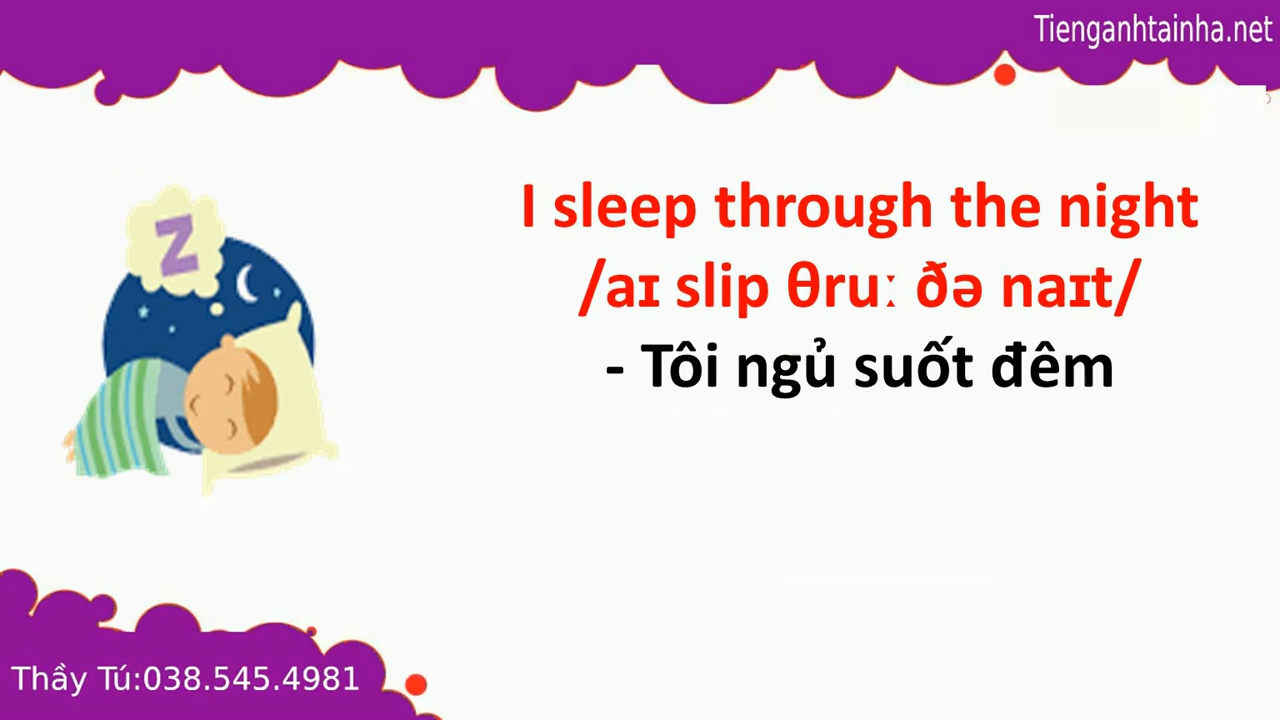 Tienganhtainha.net
Z
I sleep through the night
/aɪ slip θruː ðə naɪt/
- Tôi ngủ suốt đêm
Thầy Tú:038.545.4981